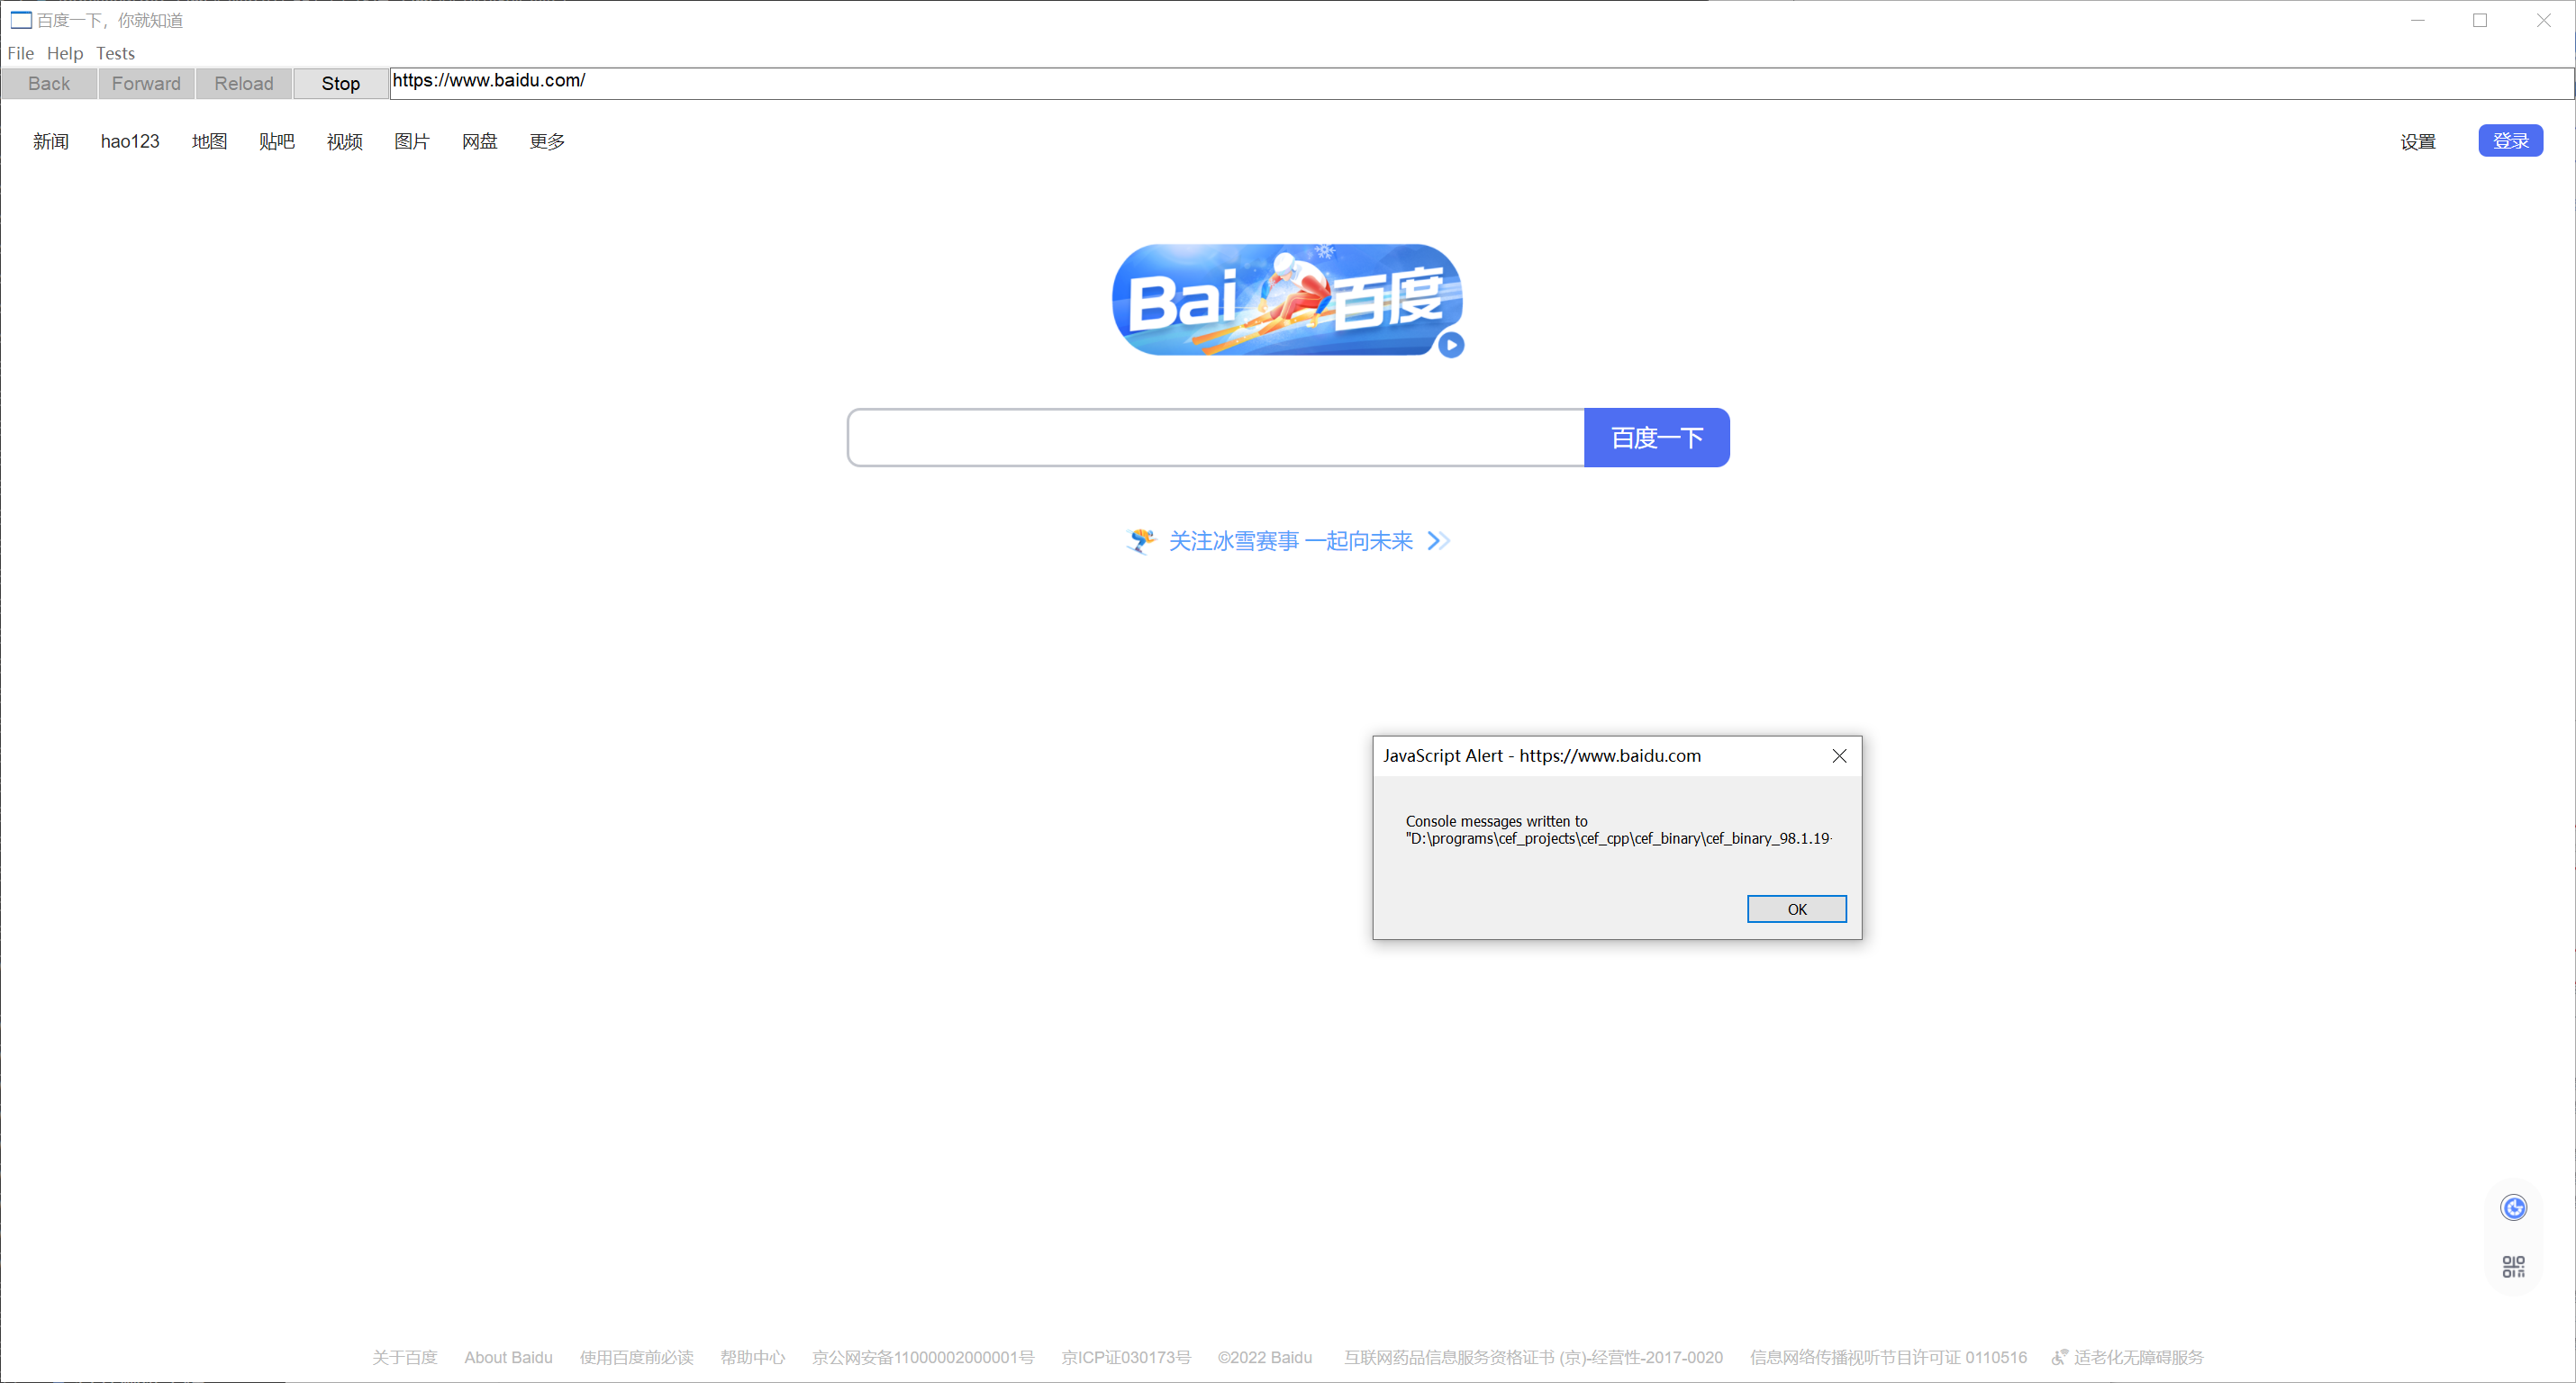 百度一下，你就知道
File Help Tests
Back Forward Reload Stop https://www.baidu.com/
新闻 hao123 地图 贴吧 视频 图片 网盘 更多 设置 登录
Bai 百度
百度一下
关注冰雪赛事 一起向未来
JavaScript Alert - https://www.baidu.com
Console messages written to
"D:\programs\cef_projects\cef_cpp\cef_binary\cef_binary_98.1.19
OK
关于百度 About Baidu 使用百度前必读 帮助中心 京公网安备11000002000001号 京ICP证030173号 ©2022 Baidu 互联网药品信息服务资格证书 (京)-经营性-2017-0020 信息网络传播视听节目许可证 0110516 适老化无障碍服务